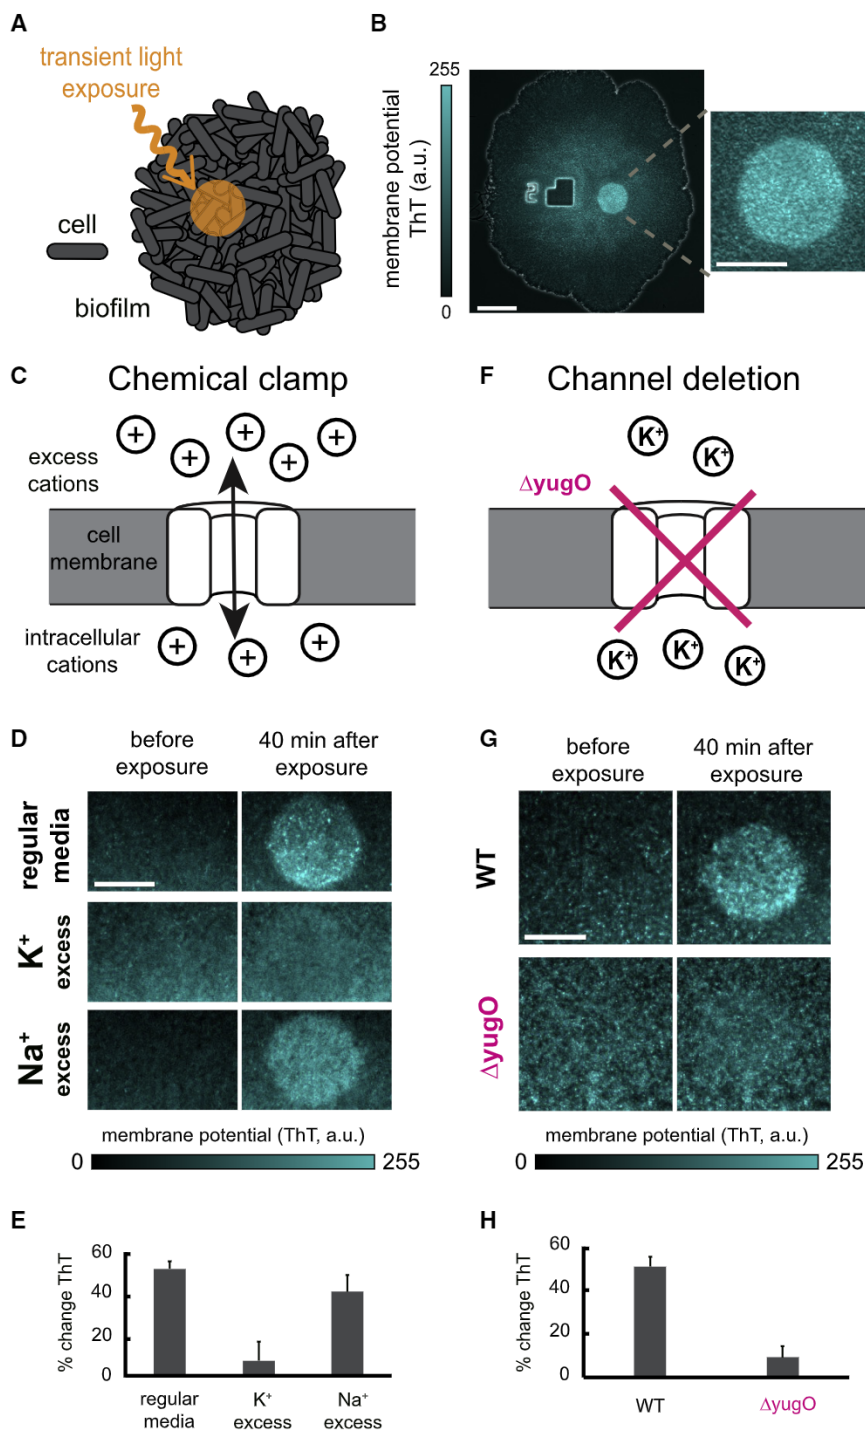 A
transient light
exposure
cell
biofilm
B
255
membrane potential
ThT (a.u.)
0
C
Chemical clamp
+ + + + +
excess
cations
cell
membrane
intracellular
cations
+ + +
F
Channel deletion
K+ K+
ΔyugO
K+ K+ K+
D
before
exposure
40 min after
exposure
regular
media
K+
excess
Na+
excess
membrane potential (ThT, a.u.)
0 255
G
before
exposure
40 min after
exposure
WT
ΔyugO
membrane potential (ThT, a.u.)
0 255
E
% change ThT
60
40
20
0
regular
media
K+
excess
Na+
excess
H
% change ThT
60
40
20
0
WT
ΔyugO